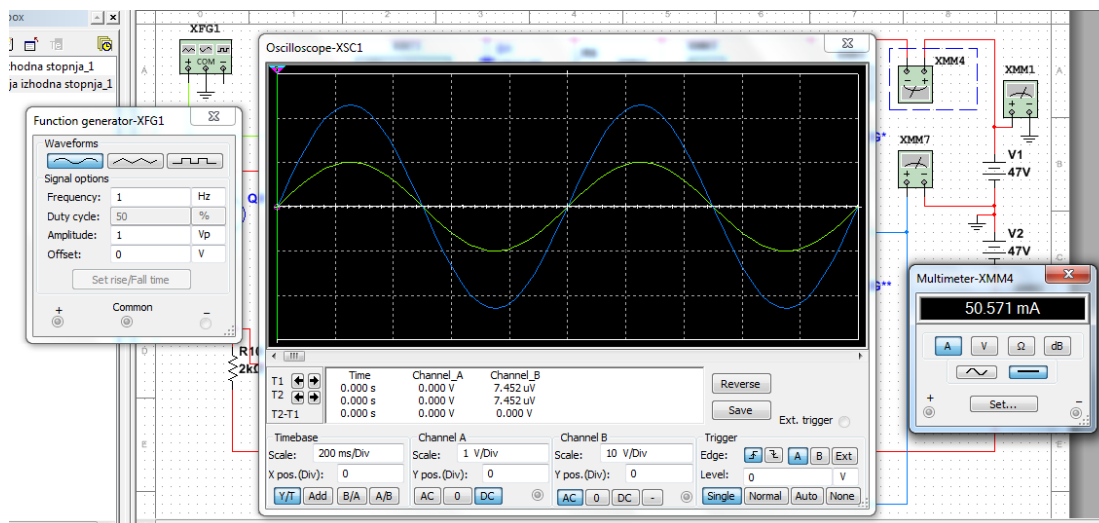 box
XFG1
COM
zhodna stopnja_1
ja izhodna stopnja_1
Oscilloscope-XSC1
XMM4
XMM1
XMM7
V1
47V
V2
47V
Function generator-XFG1
Waveforms
Signal options
Frequency: 1 Hz
Duty cycle: 50 %
Amplitude: 1 Vp
Offset: 0 V
Set rise/Fall time
+ Common -
R10
2kΩ
Multimeter-XMM4
50.571 mA
A V Ω dB
+ Set... -
Time Channel_A Channel_B
T1 0.000 s 0.000 V 7.452 uV
T2 0.000 s 0.000 V 7.452 uV
T2-T1 0.000 s 0.000 V 0.000 V
Reverse
Save
Ext. trigger
Timebase Channel A Channel B Trigger
Scale: 200 ms/Div Scale: 1 V/Div Scale: 10 V/Div Edge: A B Ext
X pos.(Div): 0 Y pos.(Div): 0 Y pos.(Div): 0 Level: 0 V
Y/T Add B/A A/B AC 0 DC AC 0 DC - Single Normal Auto None